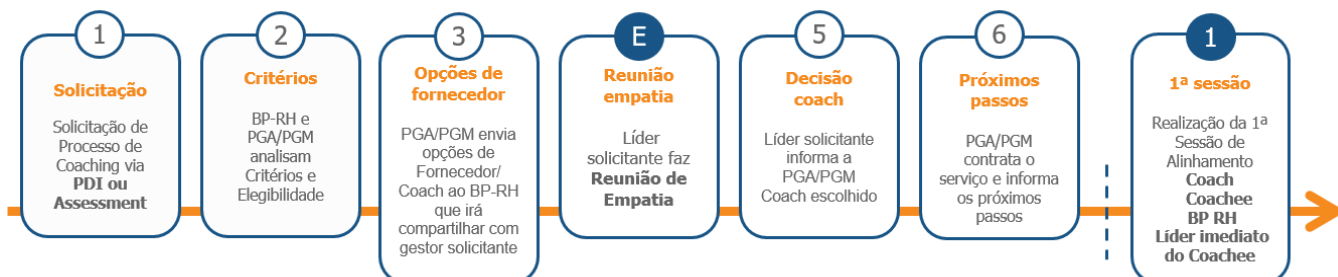 1
Solicitação
Solicitação de
Processo de
Coaching via
PDI ou
Assessment
2
Critérios
BP-RH e
PGA/PGM
analisam
Critérios e
Elegibilidade
3
Opções de
fornecedor
PGA/PGM envia
opções de
Fornecedor/
Coach ao BP-RH
que irá
compartilhar com
gestor solicitante
E
Reunião
empatia
Líder
solicitante faz
Reunião de
Empatia
5
Decisão
coach
Líder solicitante
informa a
PGA/PGM
Coach escolhido
6
Próximos
passos
PGA/PGM
contrata o
serviço e informa
os próximos
passos
1
1ª sessão
Realização da 1ª
Sessão de
Alinhamento
Coach
Coachee
BP RH
Líder imediato
do Coachee